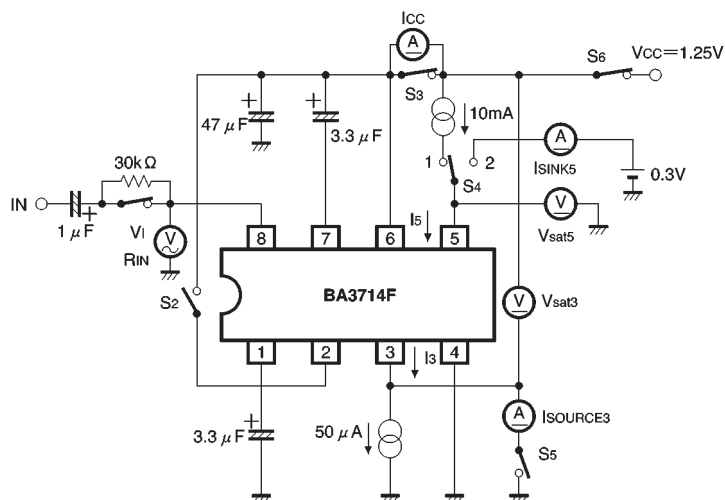 ICC
A
S3
S6
VCC=1.25V
+
47 μF
+
3.3 μF
10mA
1
2
S4
A
ISINK5
0.3V
30kΩ
IN
+
1 μF
VI
V
RIN
I5
V
Vsat5
8
7
6
5
S2
BA3714F
V
Vsat3
1
2
3
4
I3
+
3.3 μF
50 μA
A
ISOURCE3
S5